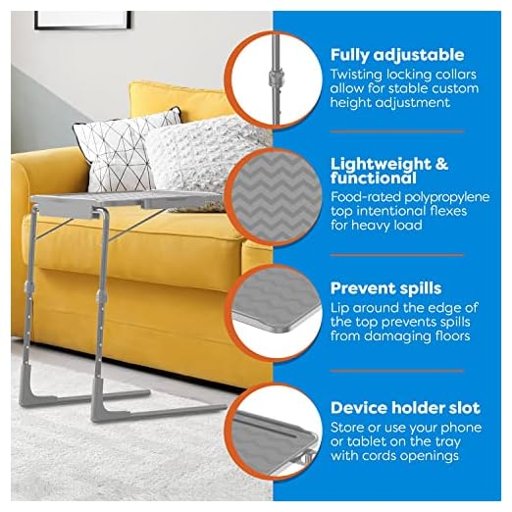 Fully adjustable
Twisting locking collars
allow for stable custom
height adjustment
Lightweight &
functional
Food-rated polypropylene
top intentional flexes
for heavy load
Prevent spills
Lip around the edge of
the top prevents spills
from damaging floors
Device holder slot
Store or use your phone
or tablet on the tray
with cords openings